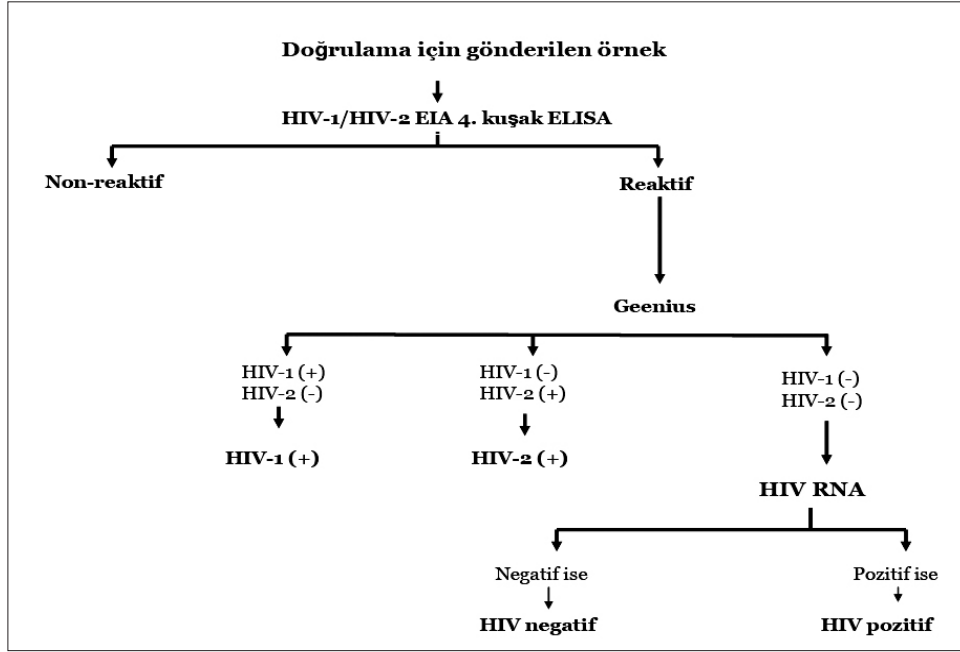 Doğrulama için gönderilen örnek
HIV-1/HIV-2 EIA 4. kuşak ELISA
Non-reaktif
Reaktif
Geenius
HIV-1 (+)
HIV-2 (-)
HIV-1 (-)
HIV-2 (+)
HIV-1 (-)
HIV-2 (-)
HIV-1 (+)
HIV-2 (+)
HIV RNA
Negatif ise
Pozitif ise
HIV negatif
HIV pozitif